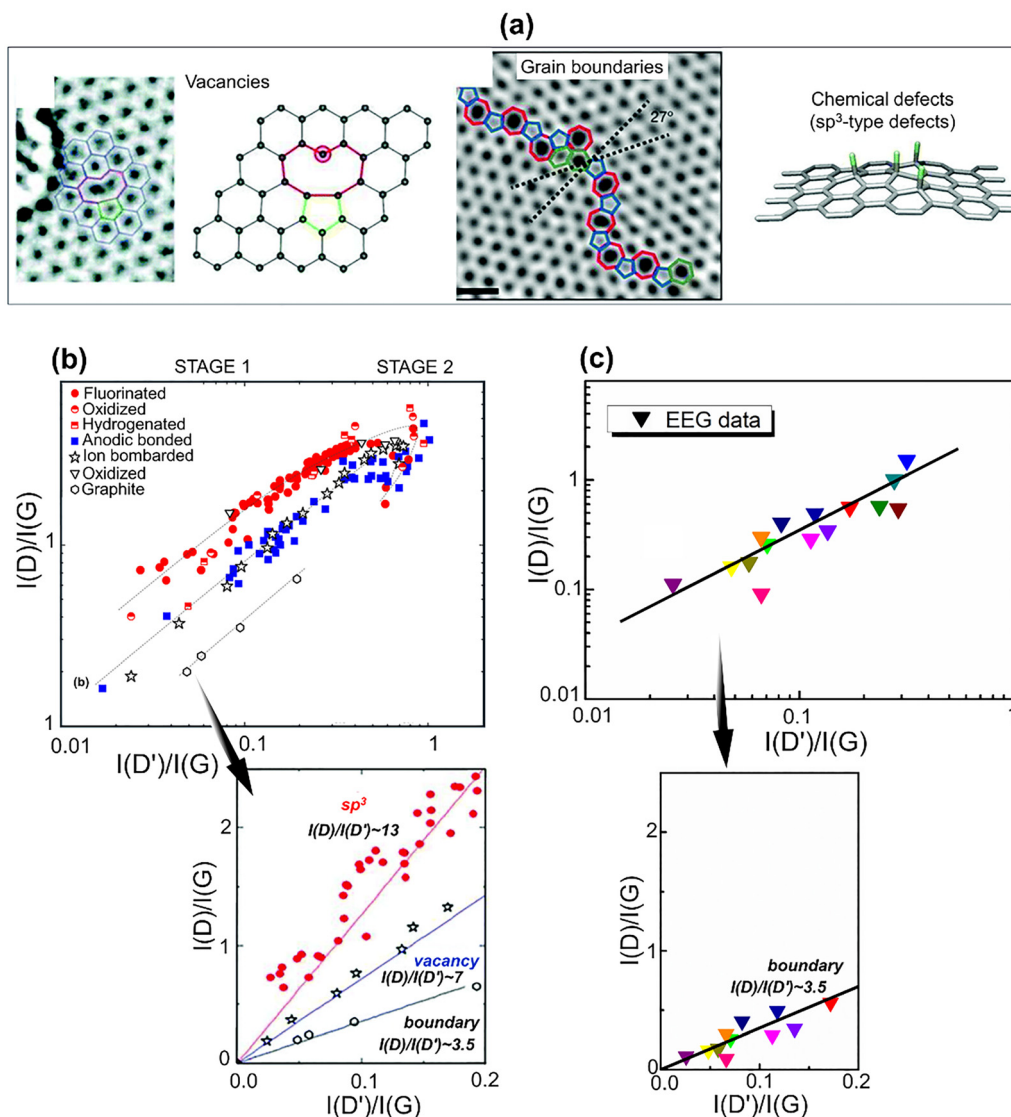 (a)
Vacancies
Grain boundaries
27°
Chemical defects
(sp³-type defects)
(b)
STAGE 1
STAGE 2
Fluorinated
Oxidized
Hydrogenated
Anodic bonded
Ion bombarded
Oxidized
Graphite
I(D)/I(G)
1
1
(b)
0.01
0.1
1
I(D')/I(G)
(c)
EEG data
I(D)/I(G)
1
0.1
0.01
0.01
0.1
1
I(D')/I(G)
sp³
I(D)/I(D')~13
vacancy
I(D)/I(D')~7
boundary
I(D)/I(D')~3.5
I(D)/I(G)
2
1
0
0.0
0.1
0.2
I(D')/I(G)
boundary
I(D)/I(D')~3.5
I(D)/I(G)
2
1
0
0.0
0.1
0.2
I(D')/I(G)